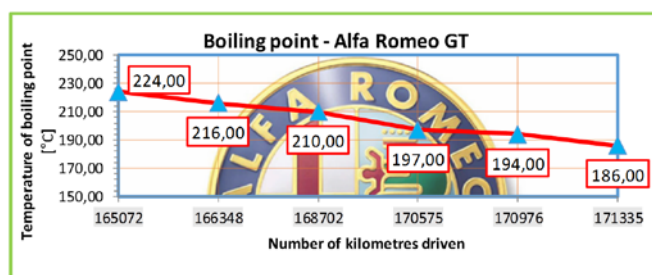 Boiling point - Alfa Romeo GT
Temperature of boiling point
[°C]
250,00
230,00
210,00
190,00
170,00
150,00
224,00
216,00
210,00
197,00
194,00
186,00
ALFA ROMEO
165072 166348 168702 170575 170976 171335
Number of kilometres driven